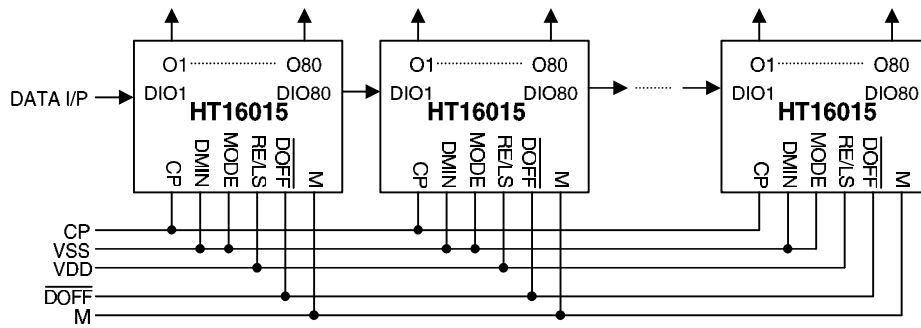 O1 O80 O1 O80 O1 O80
DATA I/P DIO1 DIO80 DIO1 DIO80 DIO1 DIO80
HT16015 HT16015 HT16015
CP DMIN MODE RE/LS DOFF M CP DMIN MODE RE/LS DOFF M CP DMIN MODE RE/LS DOFF M
CP
VSS
VDD
DOFF
M